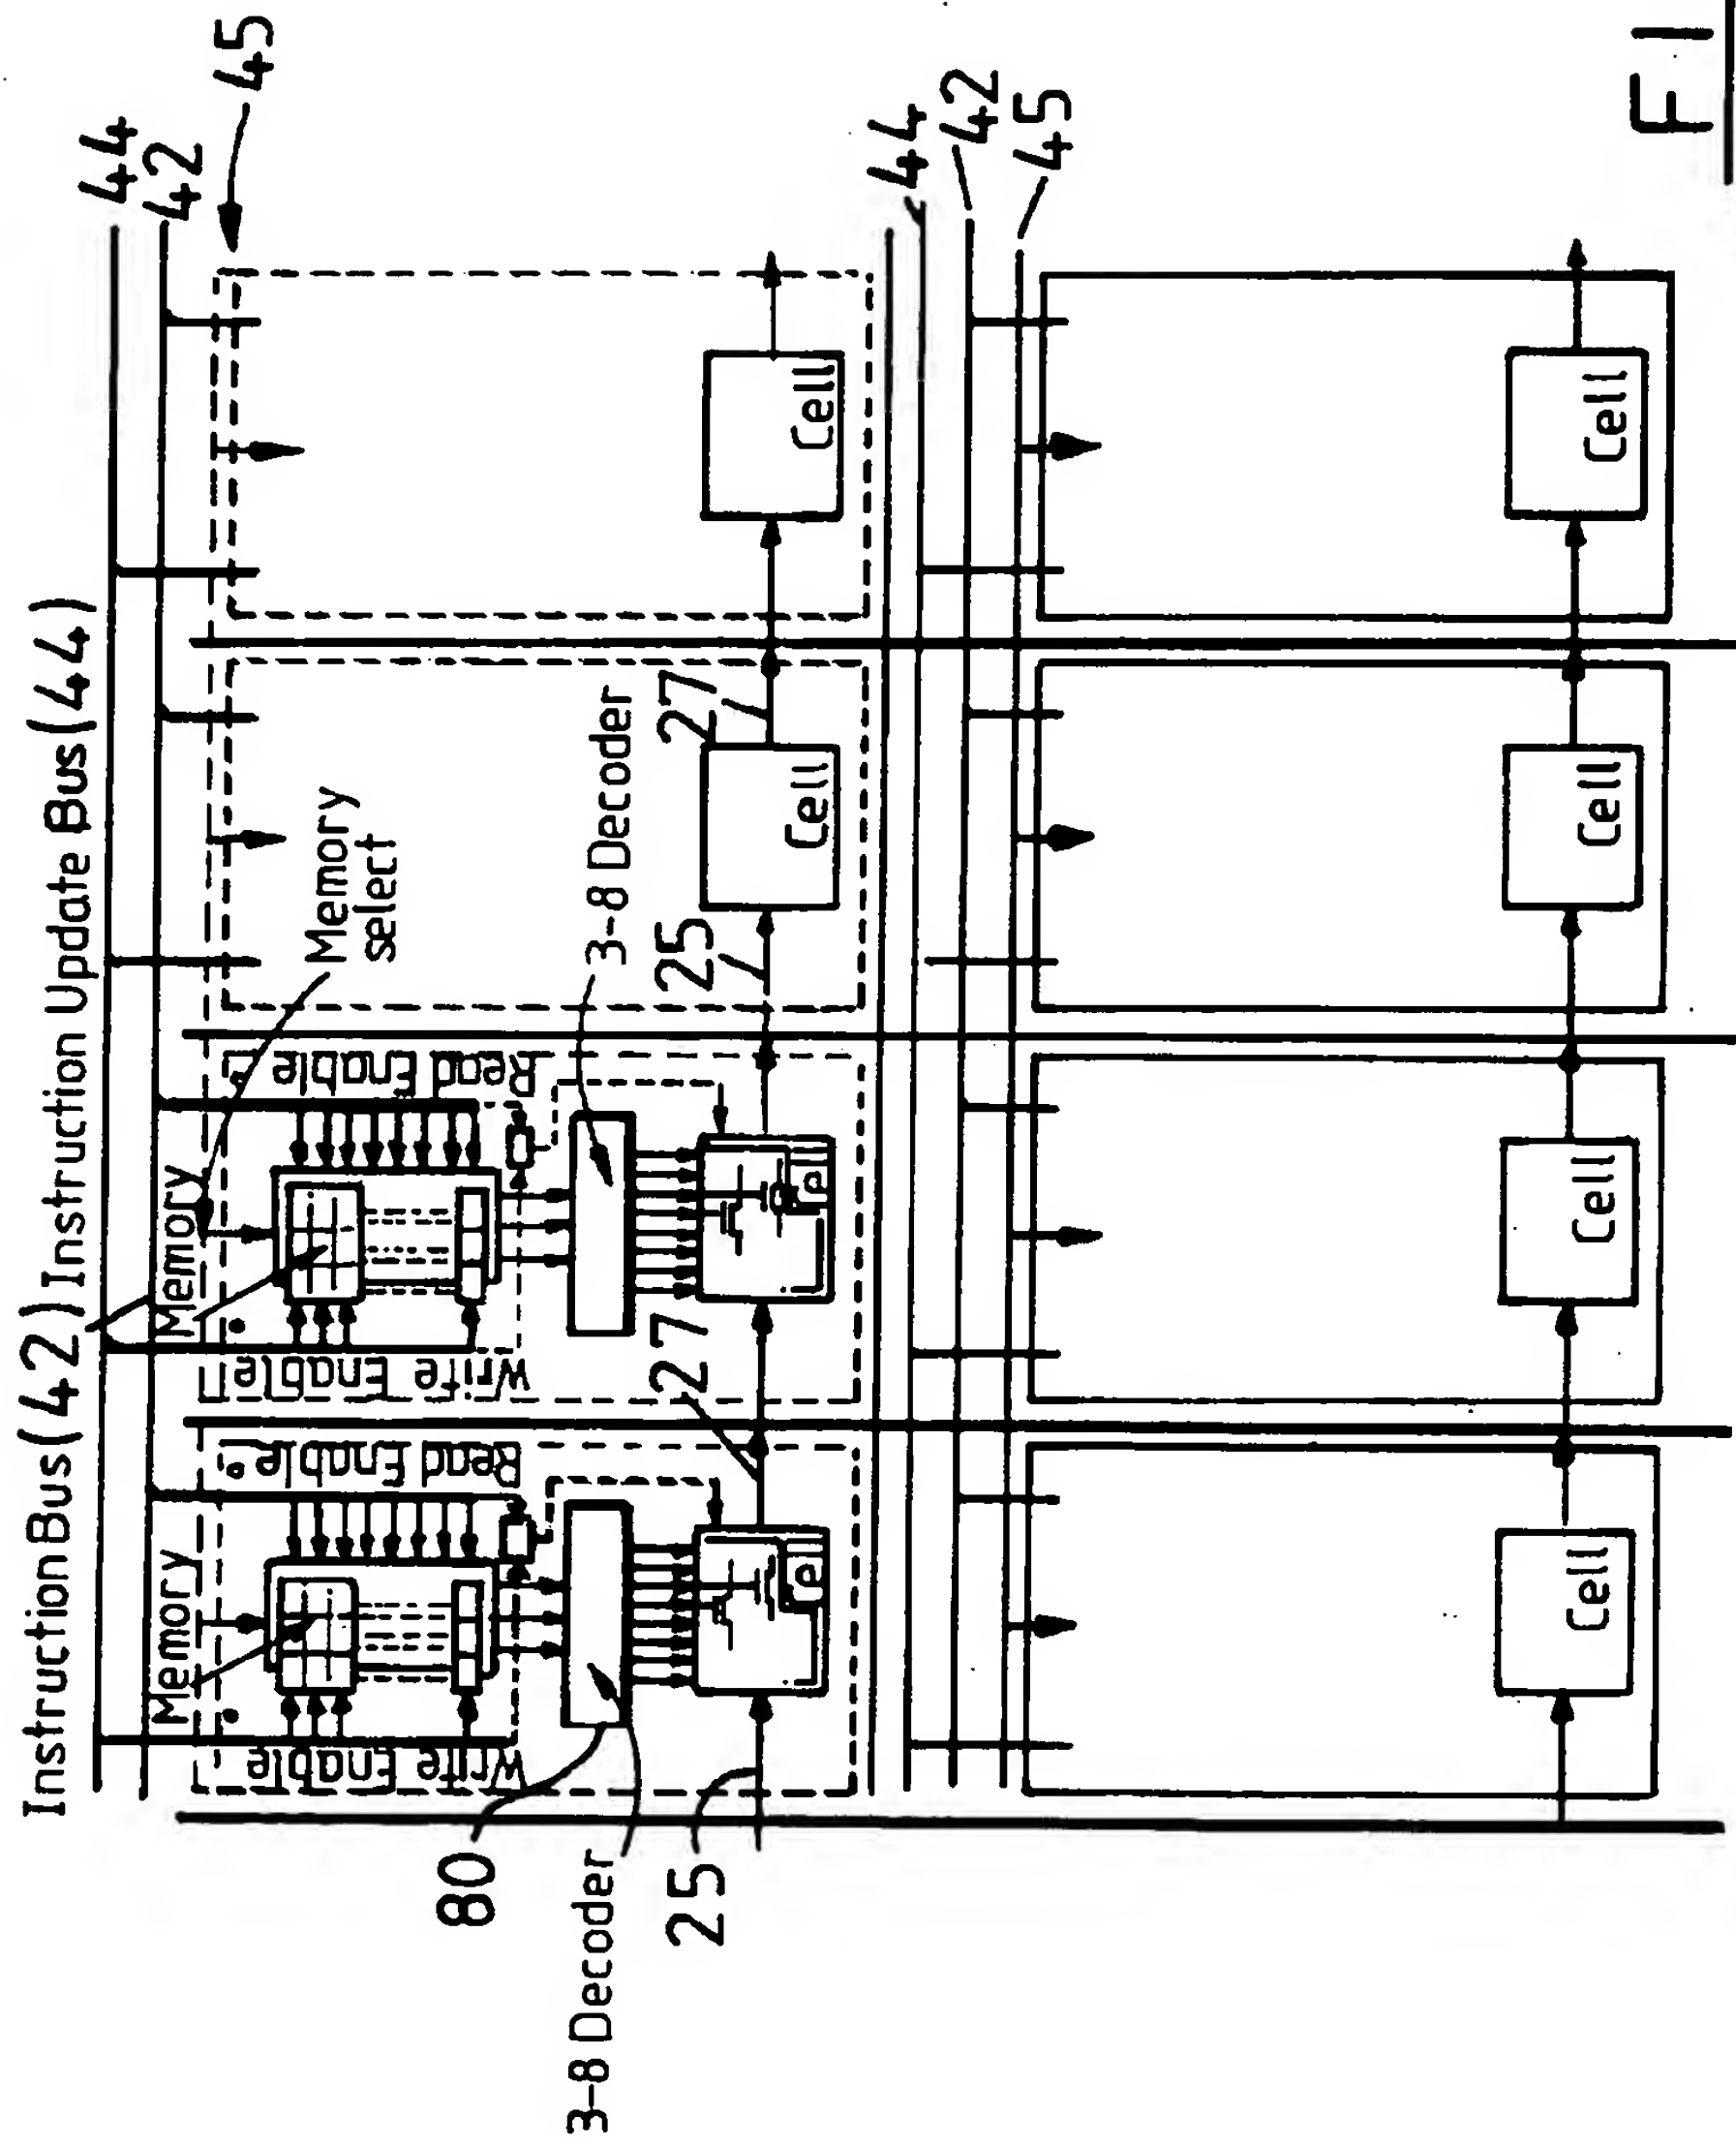 Instruction Bus(42) Instruction Update Bus(44)
44
42
45
Memory
Write Enable
Read Enable
Memory
Write Enable
Read Enable
Memory
select
3-8 Decoder
80
3-8 Decoder
25
27
25
27
Cell
Cell
44
42
45
Cell
Cell
Cell
Cell
F I